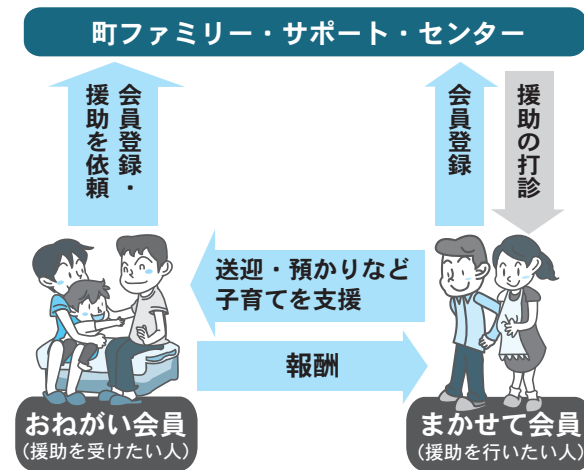 町ファミリー・サポート・センター
会員登録・
援助を依頼
会員登録
援助の打診
送迎・預かりなど
子育てを支援
報酬
おねがい会員
(援助を受けたい人)
まかせて会員
(援助を行いたい人)